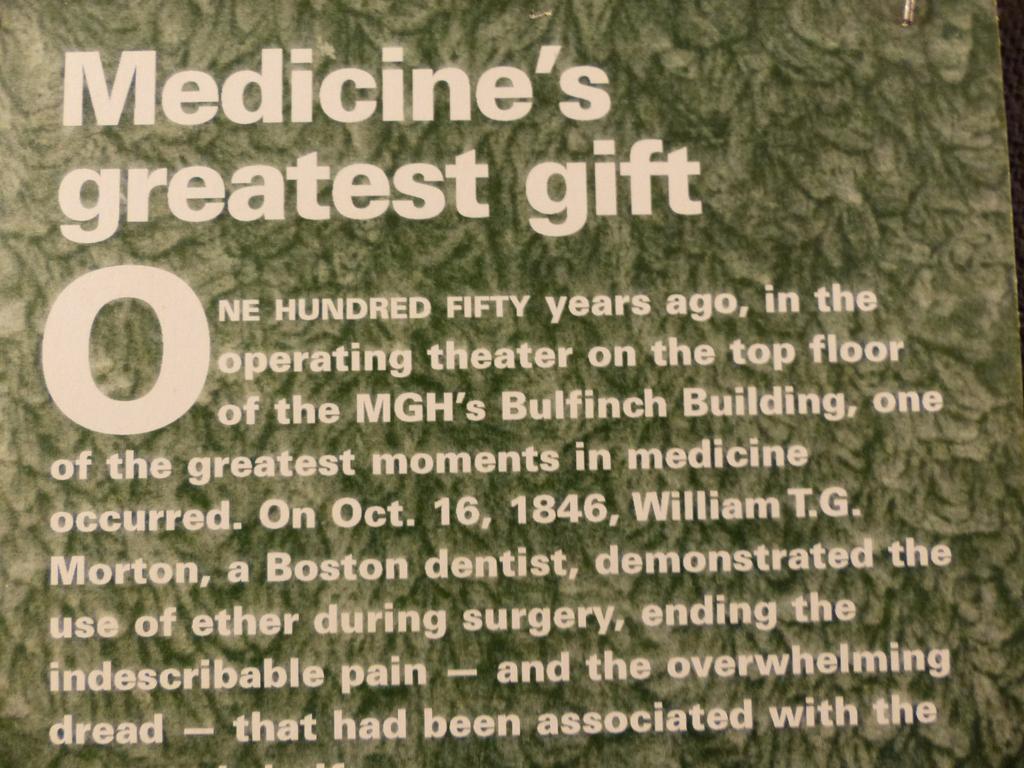 Medicine's
greatest gift
ONE HUNDRED FIFTY years ago, in the
operating theater on the top floor
of the MGH's Bulfinch Building, one
of the greatest moments in medicine
occurred. On Oct. 16, 1846, William T.G.
Morton, a Boston dentist, demonstrated the
use of ether during surgery, ending the
indescribable pain — and the overwhelming
dread — that had been associated with the